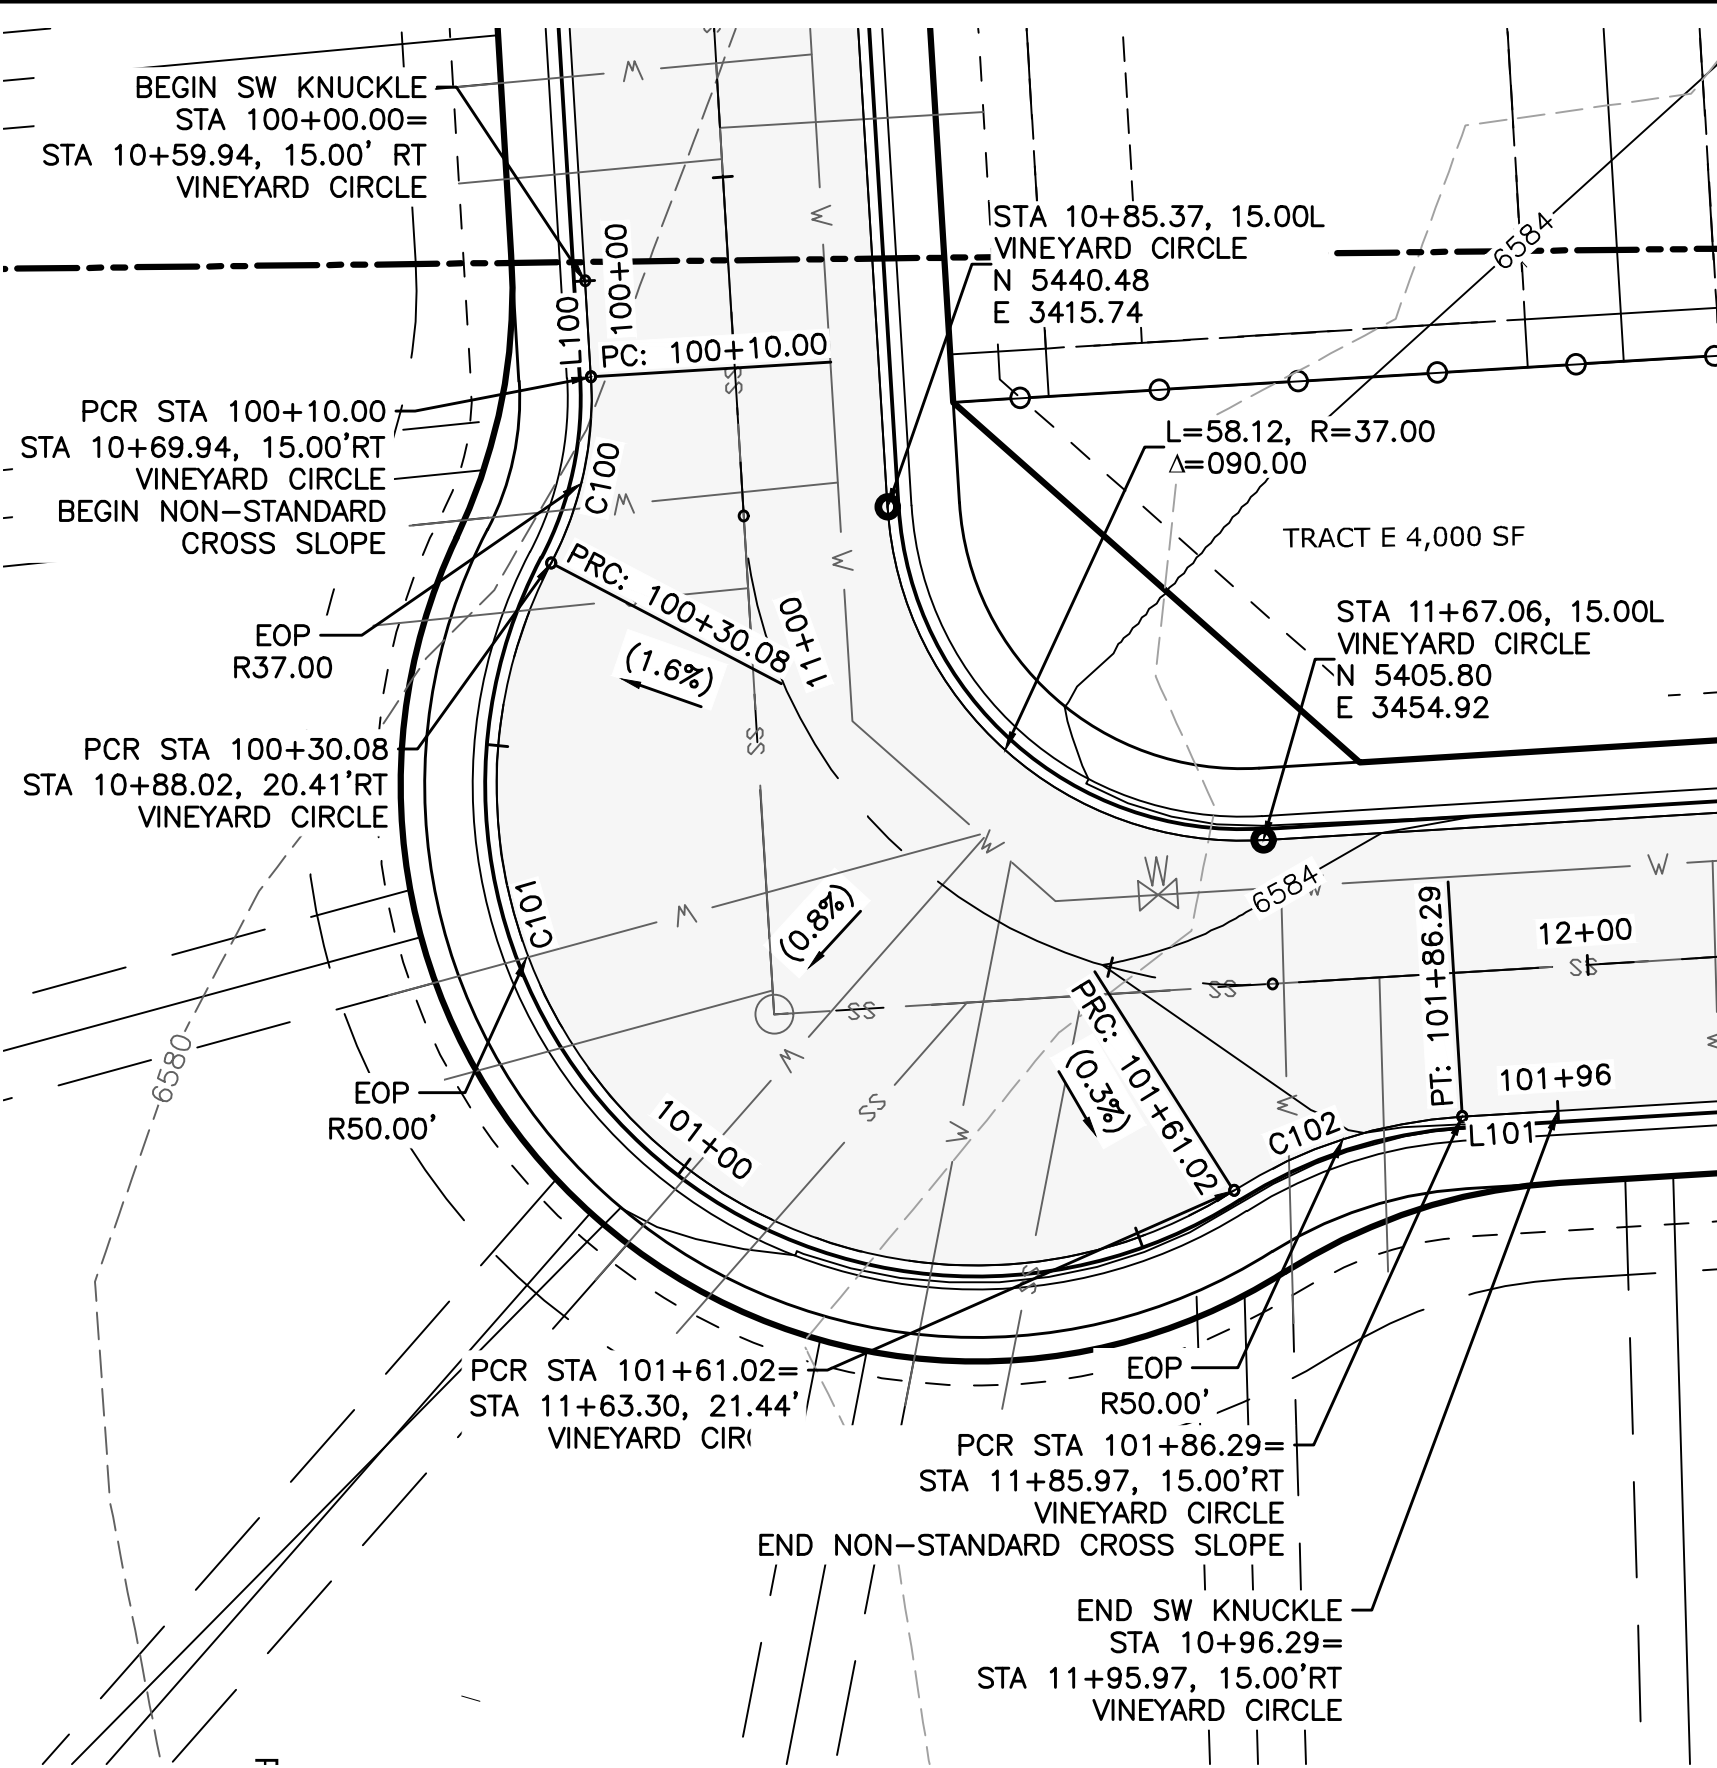 BEGIN SW KNUCKLE
STA 100+00.00=
STA 10+59.94, 15.00' RT
VINEYARD CIRCLE
W
W
L100
100+00
PC: 100+10.00
SS
STA 10+85.37, 15.00L
VINEYARD CIRCLE
N 5440.48
E 3415.74
6584
PCR STA 100+10.00
STA 10+69.94, 15.00'RT
VINEYARD CIRCLE
BEGIN NON-STANDARD
CROSS SLOPE
C100
W
L=58.12, R=37.00
Δ=090.00
TRACT E 4,000 SF
W
PRC: 100+30.08
11+00
(1.6%)
EOP
R37.00
STA 11+67.06, 15.00L
VINEYARD CIRCLE
N 5405.80
E 3454.92
SS
PCR STA 100+30.08
STA 10+88.02, 20.41'RT
VINEYARD CIRCLE
W
W
6584
W
W
C101
W
(0.8%)
PT: 101+86.29
12+00
SS
SS
SS
PRC: 101+61.02
(0.3%)
6580
W
EOP
R50.00'
101+00
SS
W
W
C102
101+96
L101
W
SS
PCR STA 101+61.02=
STA 11+63.30, 21.44'
VINEYARD CIR
EOP
R50.00'
PCR STA 101+86.29=
STA 11+85.97, 15.00'RT
VINEYARD CIRCLE
END NON-STANDARD CROSS SLOPE
END SW KNUCKLE
STA 10+96.29=
STA 11+95.97, 15.00'RT
VINEYARD CIRCLE